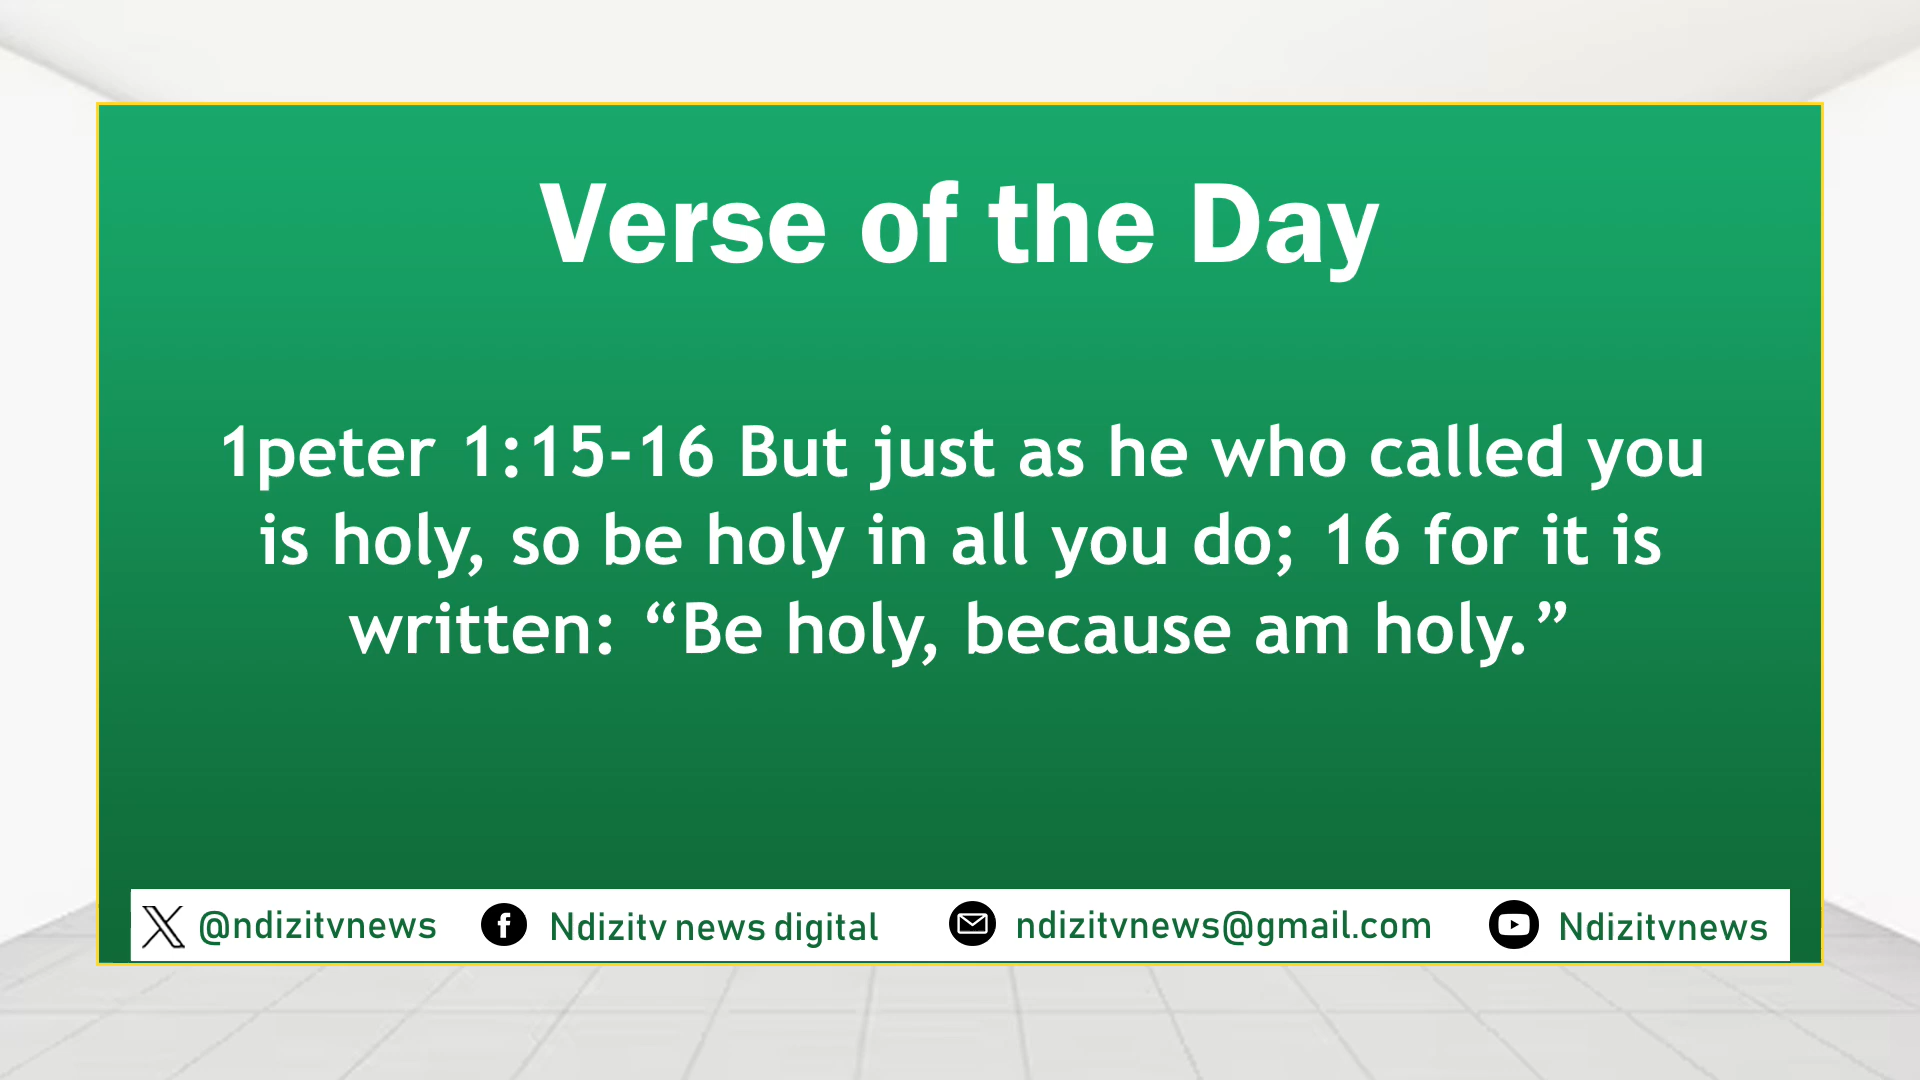 Verse of the Day
1peter 1:15-16 But just as he who called you
is holy, so be holy in all you do; 16 for it is
written: “Be holy, because am holy.”
@ndizitvnews Ndizitv news digital ndizitvnews@gmail.com Ndizitvnews